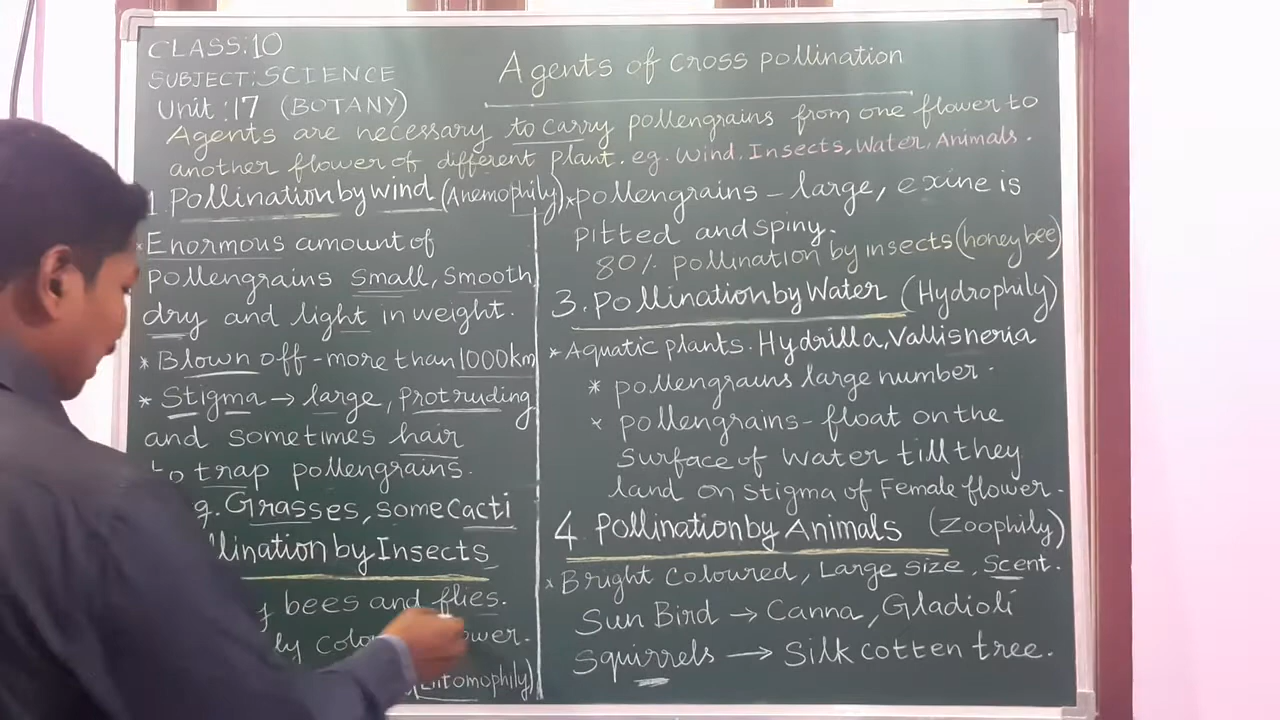 CLASS:10
SUBJECT:SCIENCE
Unit:17 (BOTANY)
Agents of cross pollination
Agents are necessary to carry pollengrains from one flower to
another flower of different plant. eg. Wind, Insects, Water, Animals.
1. Pollination by wind (Anemophily)
* Enormous amount of
pollengrains small, smooth,
dry and light in weight.
* Blown off - more than 1000km
* Stigma → large, Protruding
and sometimes hair
to trap pollengrains.
g. Grasses, some cacti
llination by Insects
bees and flies.
ly
(Entomophily)
* pollengrains - large, exine is
pitted and spiny.
80% pollination by insects (honey bee)
3. Pollination by Water (Hydrophily)
* Aquatic plants. Hydrilla, Vallisneria
* pollengrains large number.
* pollengrains - float on the
surface of water till they
land on stigma of Female flower.
4. Pollination by Animals (Zoophily)
* Bright Coloured, Large size, Scent.
Sun Bird → Canna, Gladioli
Squirrels → Silk cotten tree.